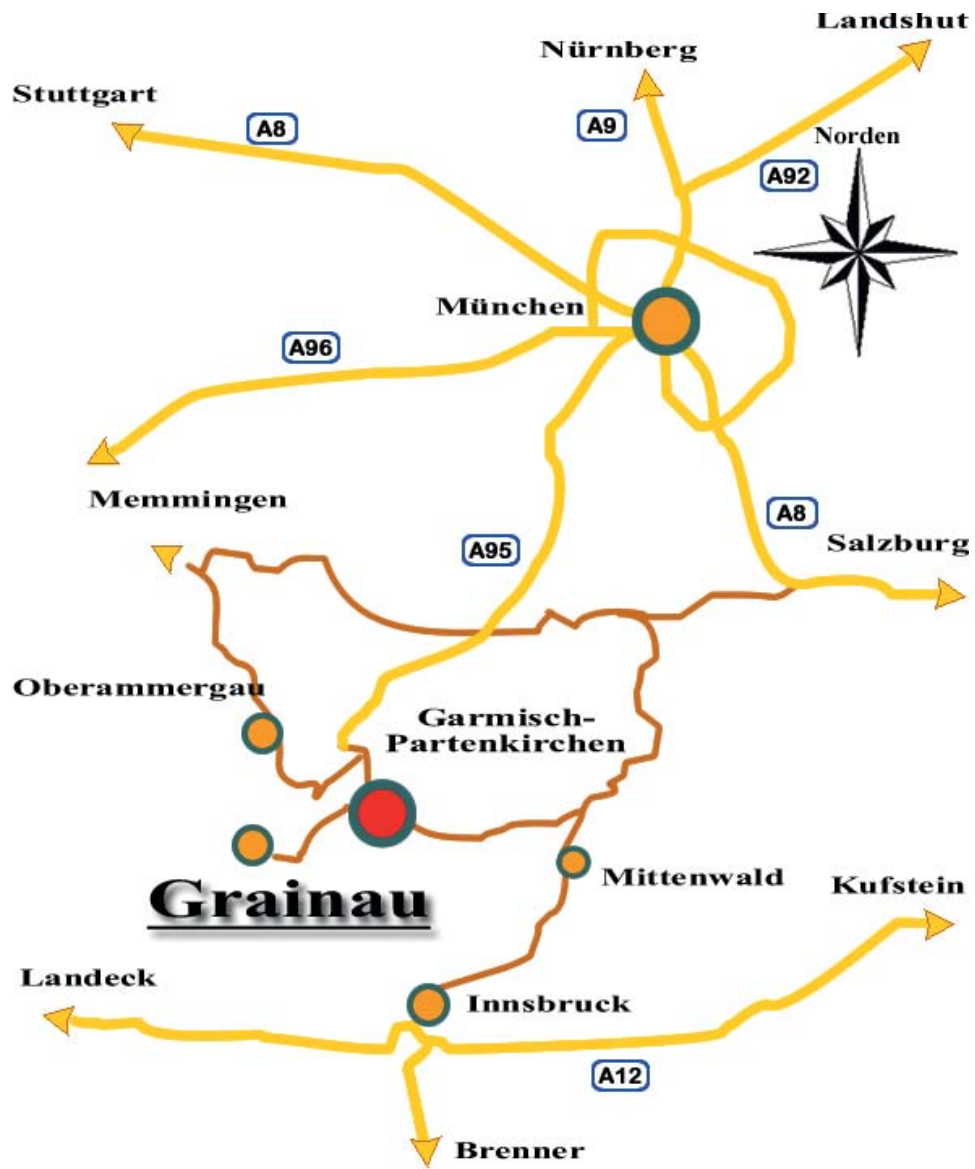 Landshut
Nürnberg
Stuttgart
A8
A9
Norden
A92
München
A96
Memmingen
A95
A8
Salzburg
Oberammergau
Garmisch-
Partenkirchen
Grainau
Mittenwald
Kufstein
Landeck
Innsbruck
A12
Brenner